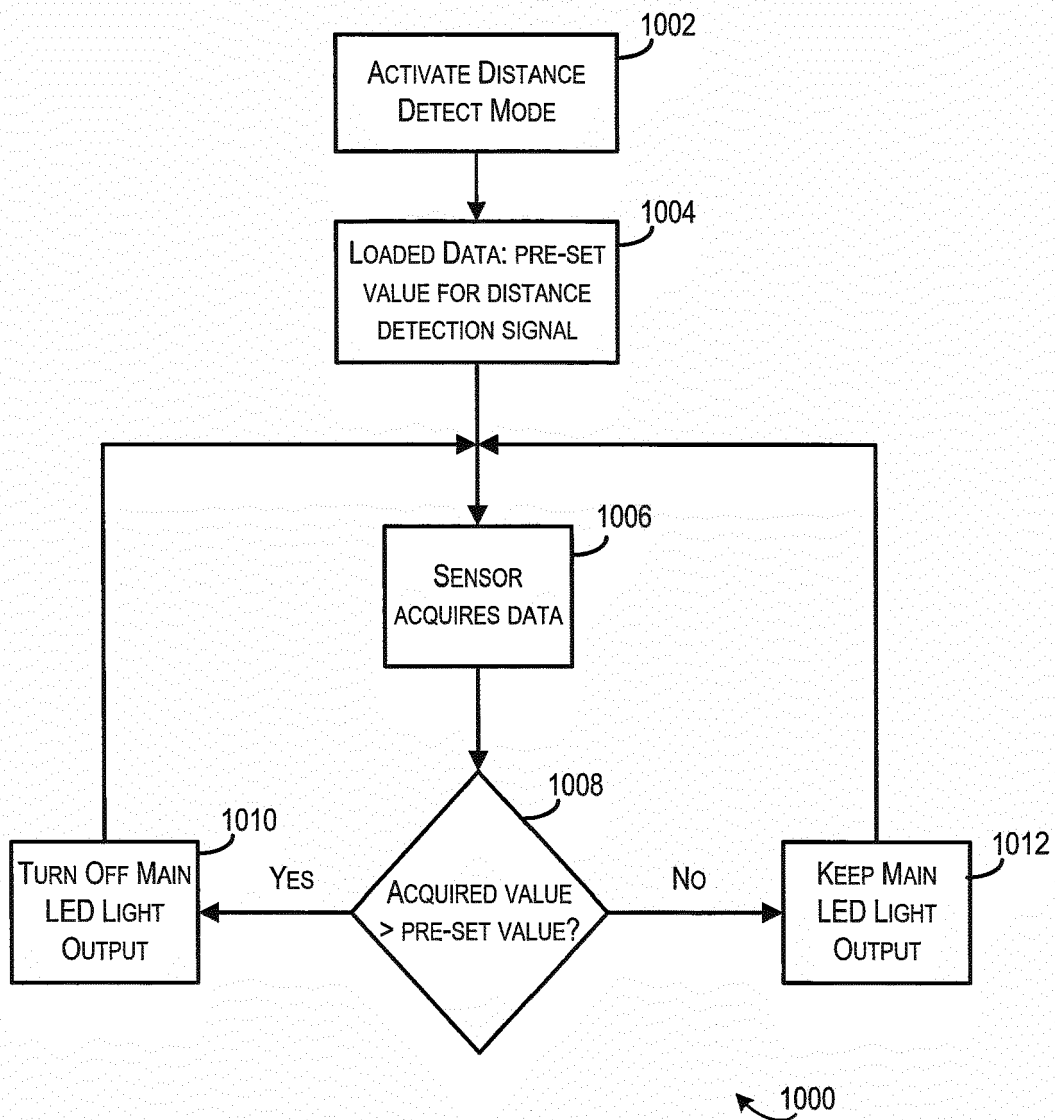 1002
ACTIVATE DISTANCE
DETECT MODE
1004
LOADED DATA: PRE-SET
VALUE FOR DISTANCE
DETECTION SIGNAL
1006
SENSOR
ACQUIRES DATA
1008
ACQUIRED VALUE
> PRE-SET VALUE?
YES
NO
1010
TURN OFF MAIN
LED LIGHT
OUTPUT
1012
KEEP MAIN
LED LIGHT
OUTPUT
1000